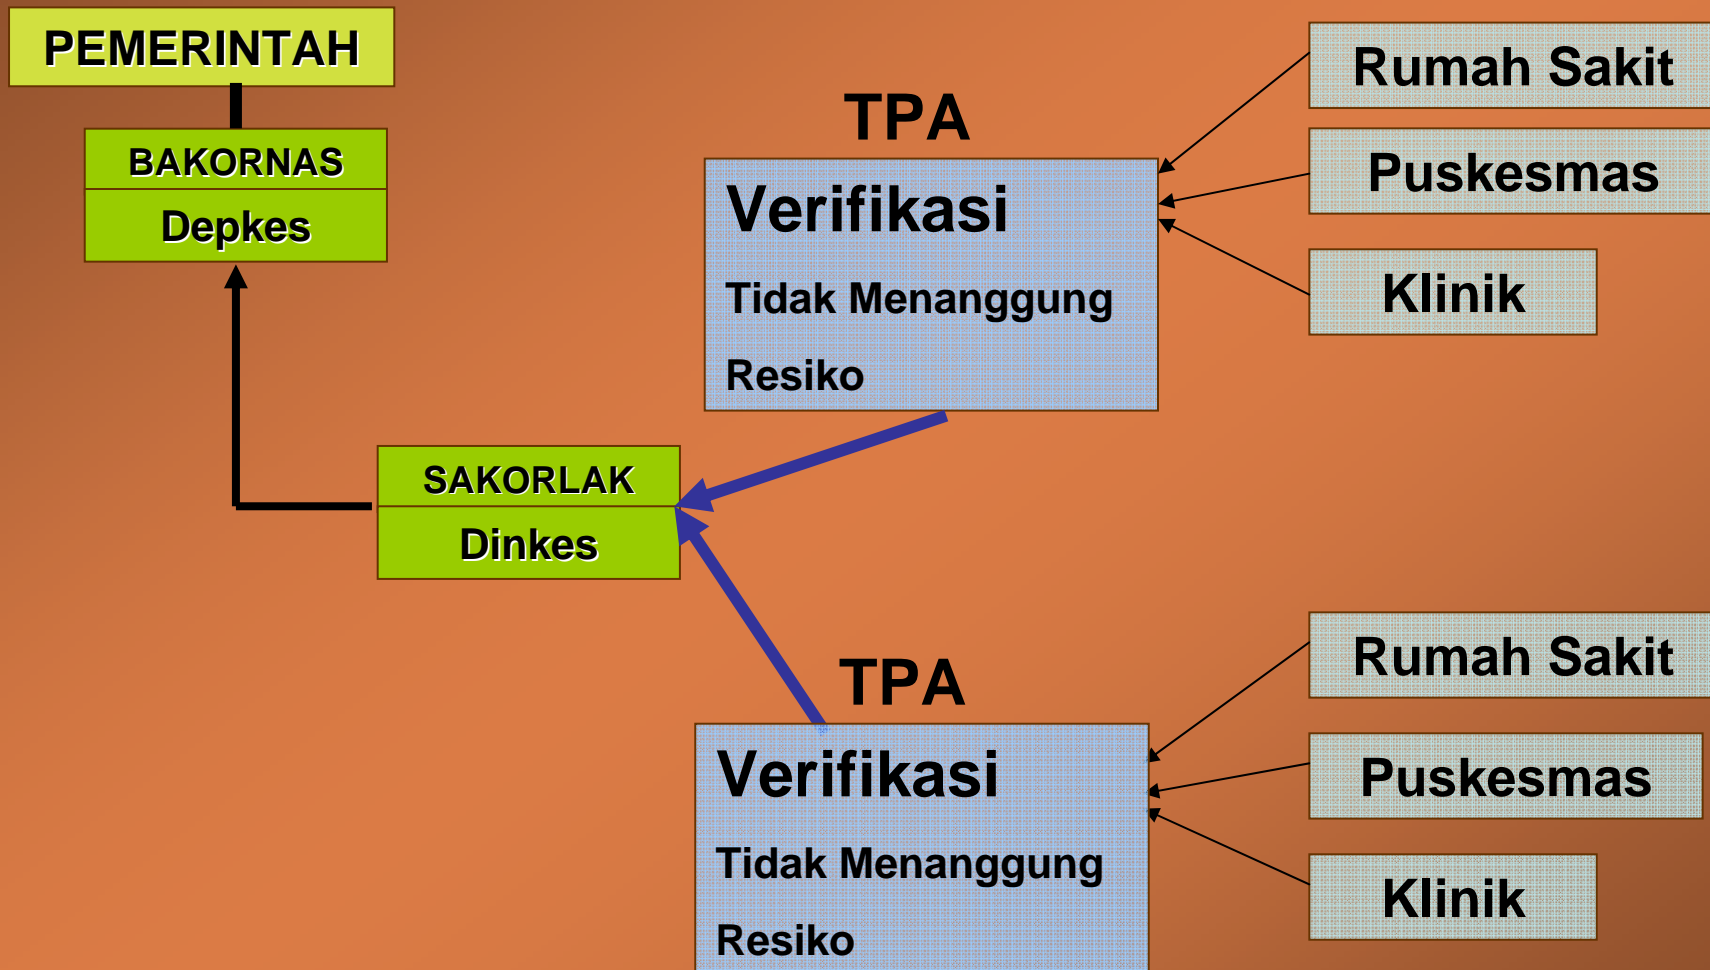 PEMERINTAH
BAKORNAS
Depkes
TPA
Verifikasi
Tidak Menanggung
Resiko
Rumah Sakit
Puskesmas
Klinik
SAKORLAK
Dinkes
TPA
Verifikasi
Tidak Menanggung
Resiko
Rumah Sakit
Puskesmas
Klinik